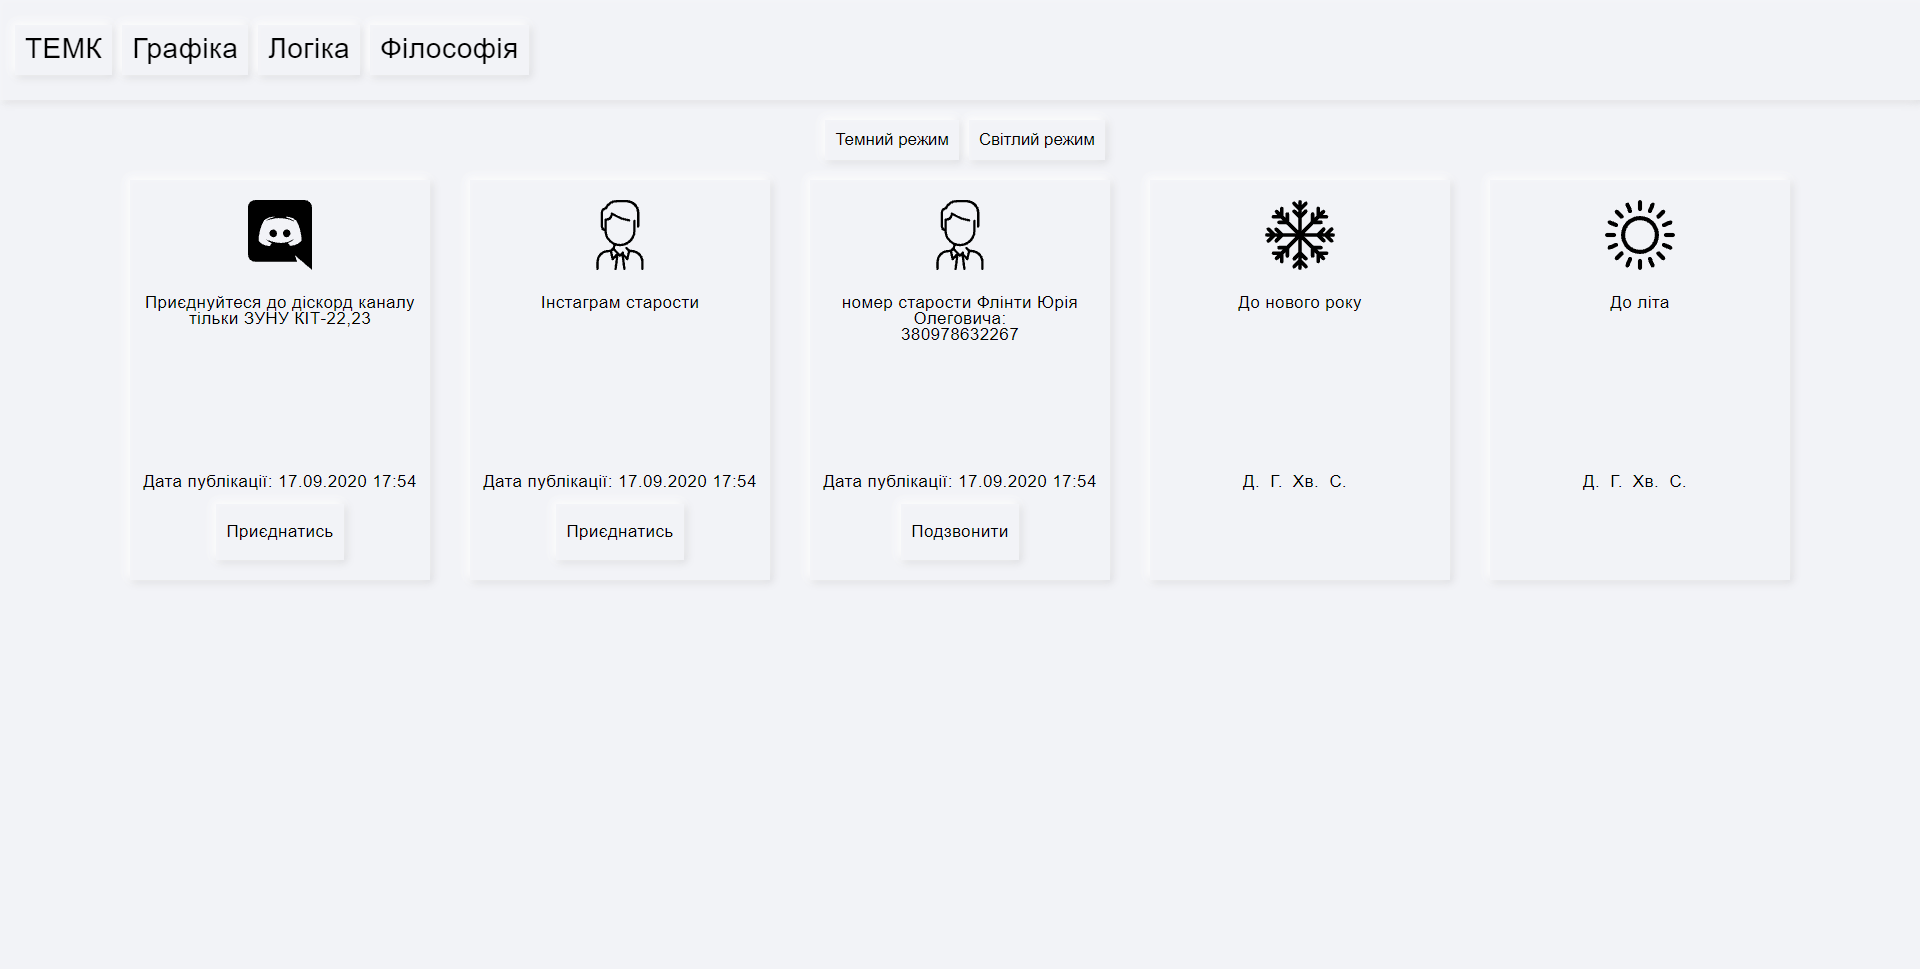 ТЕМК Графіка Логіка Філософія
Темний режим Світлий режим
Приєднуйтеся до діскорд каналу
тільки ЗУНУ КІТ-22,23
Дата публікації: 17.09.2020 17:54
Приєднатись
Інстаграм старости
Дата публікації: 17.09.2020 17:54
Приєднатись
номер старости Флінти Юрія
Олеговича:
380978632267
Дата публікації: 17.09.2020 17:54
Подзвонити
До нового року
Д. Г. Хв. С.
До літа
Д. Г. Хв. С.